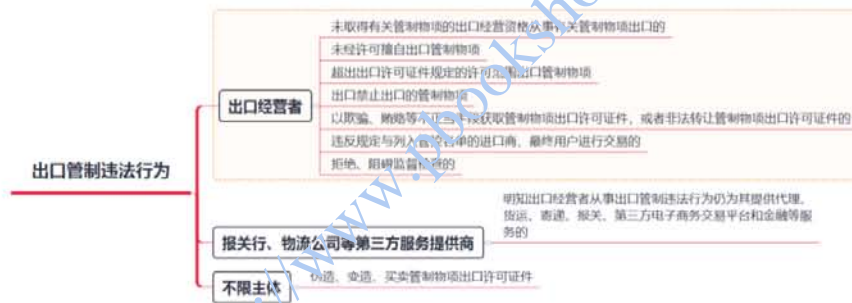 未取得有关管制物项的出口经营资格从事有关管制物项出口的
未经许可擅自出口管制物项
超出出口许可证件规定的许可范围出口管制物项
出口禁止出口的管制物项
出口经营者
以欺骗、贿赂等不正当手段获取管制物项出口许可证件，或者非法转让管制物项出口许可证件的
违反规定与列入管控名单的进口商、最终用户进行交易的
拒绝、阻碍监督检查的
出口管制违法行为
明知出口经营者从事出口管制违法行为仍为其提供代理、
货运、寄递、报关、第三方电子商务交易平台和金融等服
务的
报关行、物流公司等第三方服务提供商
不限主体
伪造、变造、买卖管制物项出口许可证件
://www.pbooksho